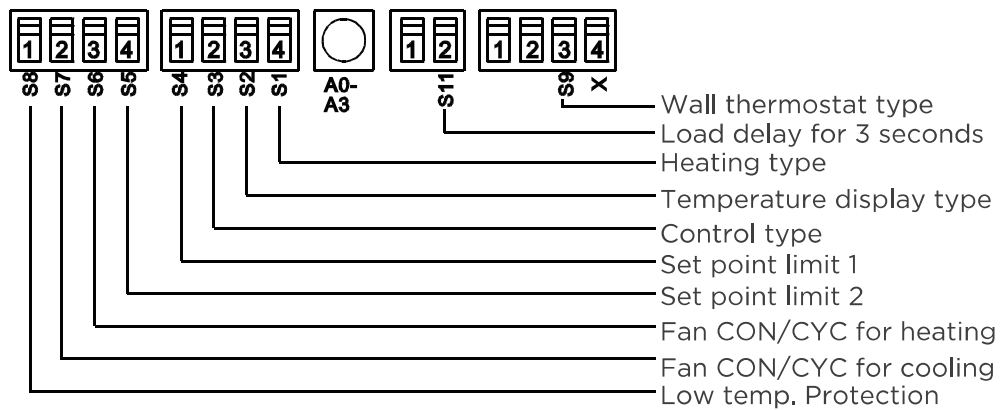 1 2 3 4 1 2 3 4 1 2 1 2 3 4
S8 S7 S6 S5 S4 S3 S2 S1 A0- S11 S9 X
A3
Wall thermostat type
Load delay for 3 seconds
Heating type
Temperature display type
Control type
Set point limit 1
Set point limit 2
Fan CON/CYC for heating
Fan CON/CYC for cooling
Low temp. Protection